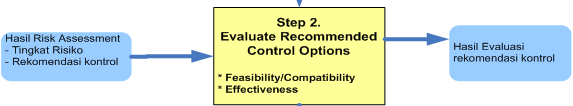 Hasil Risk Assessment
- Tingkat Risiko
- Rekomendasi kontrol
Step 2.
Evaluate Recommended
Control Options
* Feasibility/Compatibility
* Effectiveness
Hasil Evaluasi
rekomendasi kontrol